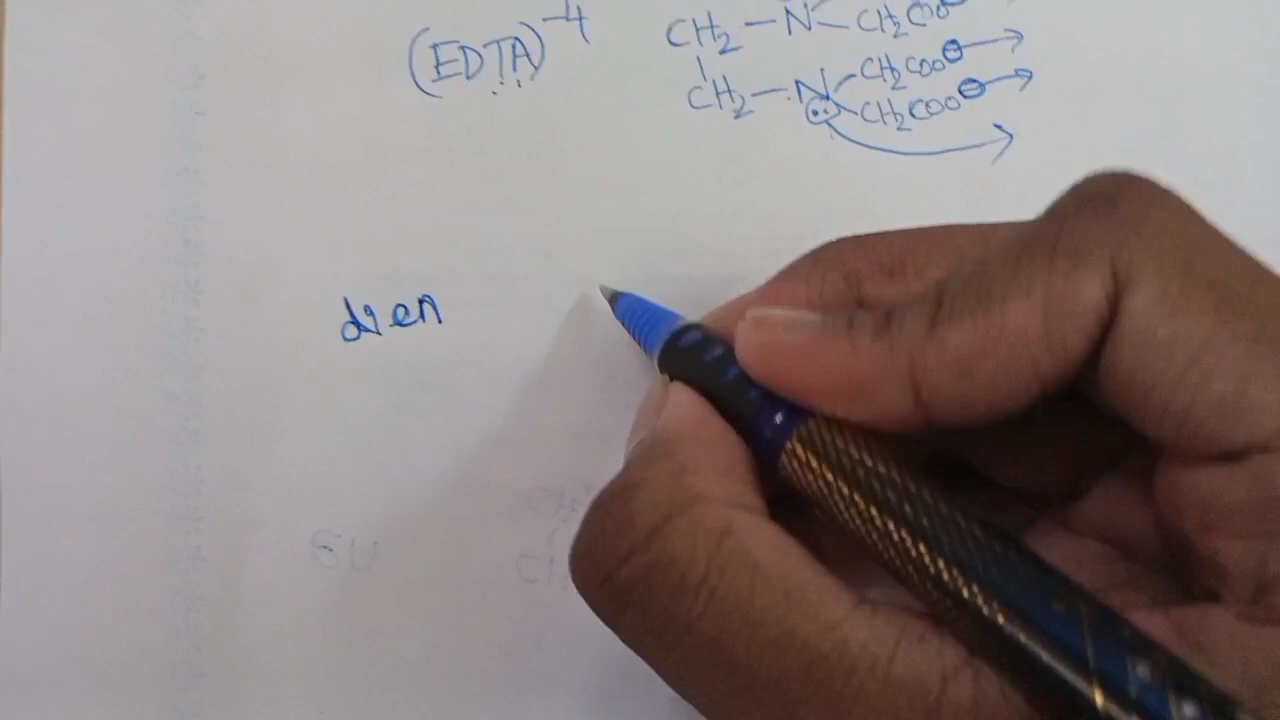 (EDTA)⁻⁴
CH₂—N—CH₂COO
CH₂—N—CH₂COO⊖→
CH₂COO⊖→
dien